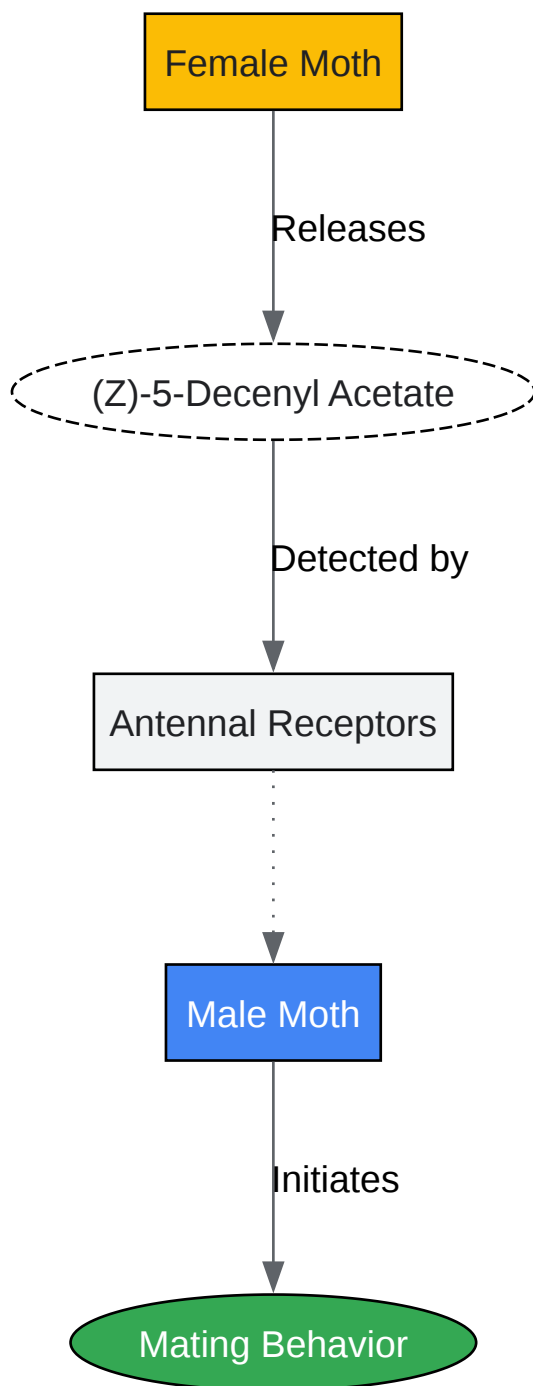 Female Moth
Releases
(Z)-5-Decenyl Acetate
Detected by
Antennal Receptors
Male Moth
Initiates
Mating Behavior